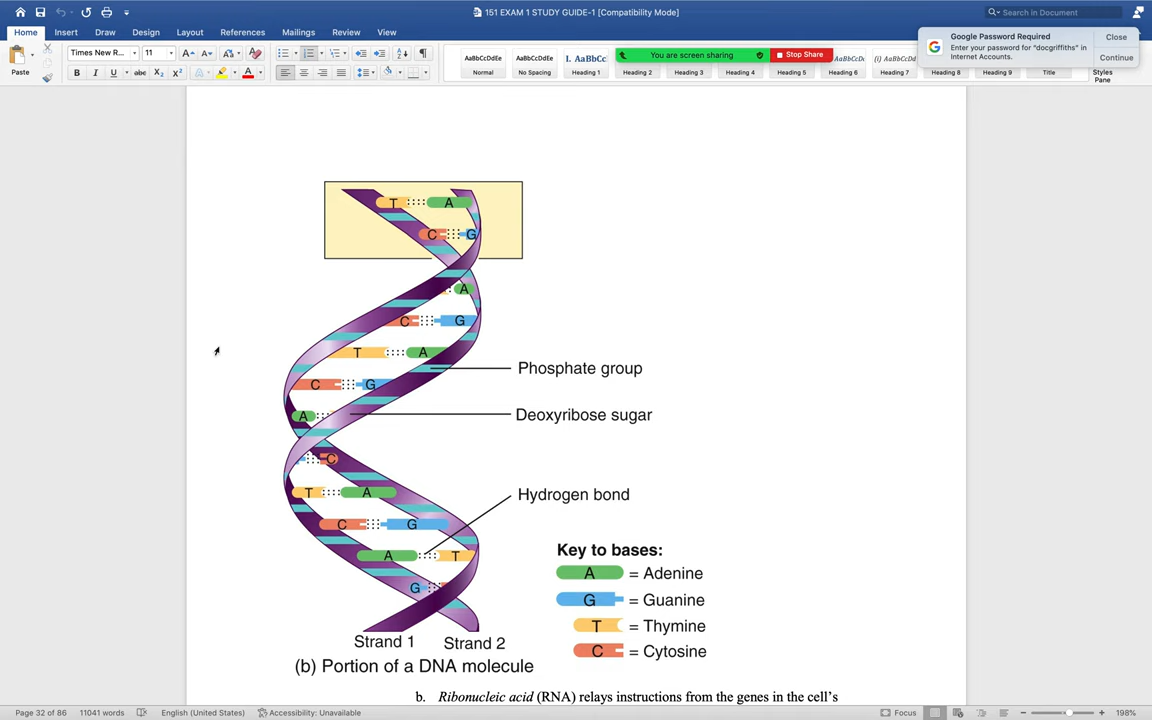 151 EXAM 1 STUDY GUIDE-1 [Compatibility Mode]
Search in Document
Home Insert Draw Design Layout References Mailings Review View
Google Password Required
Enter your password for "docgriffiths" in
Internet Accounts.
Close
Continue
Paste
Times New R...
11
You are screen sharing
Stop Share
AaBbCcDdEe
Normal
AaBbCcDdEe
No Spacing
I. AaBbCc
Heading 1
Heading 2
Heading 3
Heading 4
Heading 5
AaBbCcDc
Heading 6
(i) AaBbCcDd
Heading 7
Heading 8
Heading 9
Title
Styles
Pane
T A
C G
A
C G
T A
Phosphate group
C G
A
Deoxyribose sugar
C
T A
Hydrogen bond
C G
A T
G
Key to bases:
A = Adenine
G = Guanine
T = Thymine
C = Cytosine
Strand 1 Strand 2
(b) Portion of a DNA molecule
b. Ribonucleic acid (RNA) relays instructions from the genes in the cell's
Page 32 of 86 11041 words English (United States) Accessibility: Unavailable Focus 198%